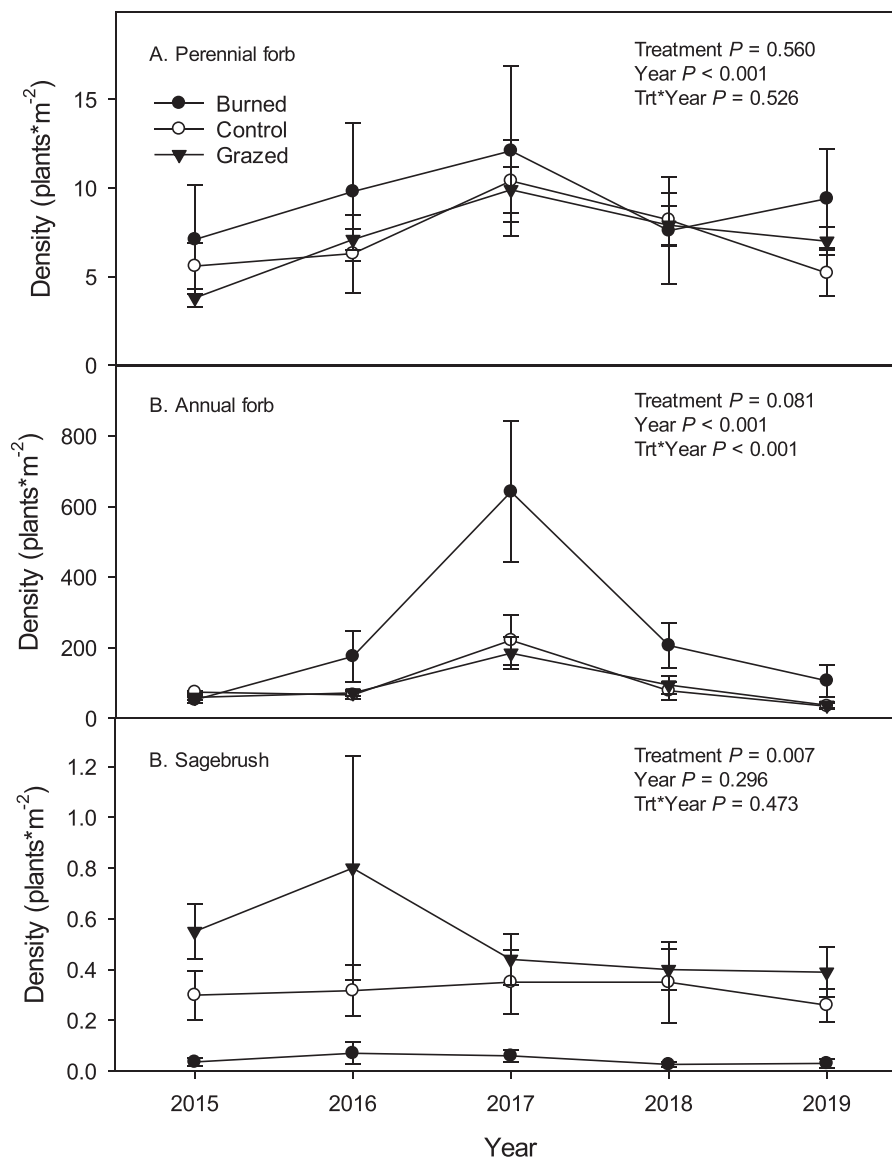 A. Perennial forb
Treatment P = 0.560
Year P < 0.001
Trt*Year P = 0.526
Burned
Control
Grazed
Density (plants*m-2)
15
10
5
0
B. Annual forb
Treatment P = 0.081
Year P < 0.001
Trt*Year P < 0.001
Density (plants*m-2)
800
600
400
200
0
B. Sagebrush
Treatment P = 0.007
Year P = 0.296
Trt*Year P = 0.473
Density (plants*m-2)
1.2
1.0
0.8
0.6
0.4
0.2
0.0
2015 2016 2017 2018 2019
Year